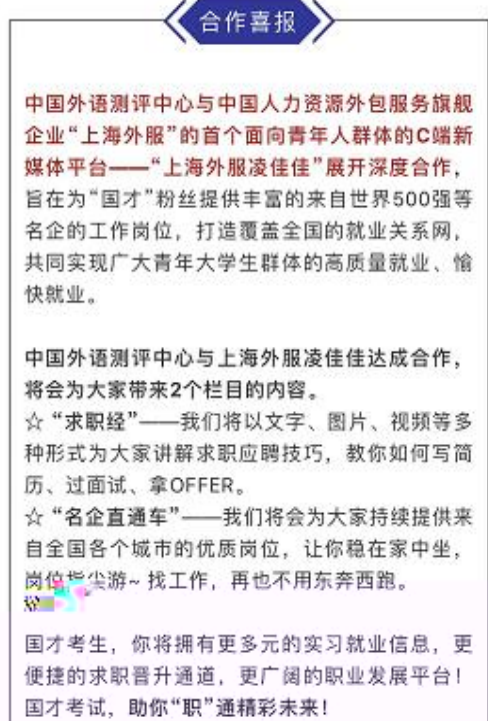 合作喜报
中国外语测评中心与中国人力资源外包服务旗舰
企业“上海外服”的首个面向青年人群体的C端新
媒体平台——“上海外服凌佳佳”展开深度合作，
旨在为“国才”粉丝提供丰富的来自世界500强等
名企的工作岗位，打造覆盖全国的就业关系网，
共同实现广大青年大学生群体的高质量就业、愉
快就业。
中国外语测评中心与上海外服凌佳佳达成合作，
将会为大家带来2个栏目的内容。
☆“求职经”——我们将以文字、图片、视频等多
种形式为大家讲解求职应聘技巧，教你如何写简
历、过面试、拿OFFER。
☆“名企直通车”——我们将会为大家持续提供来
自全国各个城市的优质岗位，让你稳在家中坐，
岗位指尖游~ 找工作，再也不用东奔西跑。
国才考生，你将拥有更多元的实习就业信息，更
便捷的求职晋升通道，更广阔的职业发展平台！
国才考试，助你“职”通精彩未来！